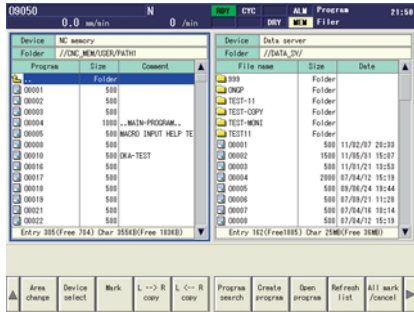 O9050 N RDY CYC ALM Program 21:50
0.0 mm/min 0 /min DRY MEM Filer
Device NC memory
Folder //CNC_MEM/USER/PATH1
Program Size Comment
.. Folder
O0001 500
O0002 500
O0003 500
O0004 1000 ..MAIN-PROGRAM..
O0005 500 MACRO INPUT HELP TE
O0008 500
O0010 500 OKA-TEST
O0016 500
O0017 500
O0018 500
O0019 500
O0021 500
O0022 500
Entry 305(Free 704) Char 355KB(Free 183KB)
Device Data server
Folder //DATA_SV/
File name Size Date
999 Folder
ONGP Folder
TEST-11 Folder
TEST-COPY Folder
TEST-MONI Folder
TEST11 Folder
O0001 500 11/02/07 20:33
O0002 1500 11/05/31 15:07
O0003 500 11/01/21 13:53
O0004 2000 07/04/12 15:19
O0005 500 09/06/24 19:44
O0006 500 07/09/21 11:28
O0007 500 07/04/16 10:14
O0008 500 07/04/12 15:19
Entry 162(Free1885) Char 25MB(Free 36MB)
Area change
Device select
Mark
L --> R copy
L <-- R copy
Program search
Create program
Open program
Refresh list
All mark /cancel